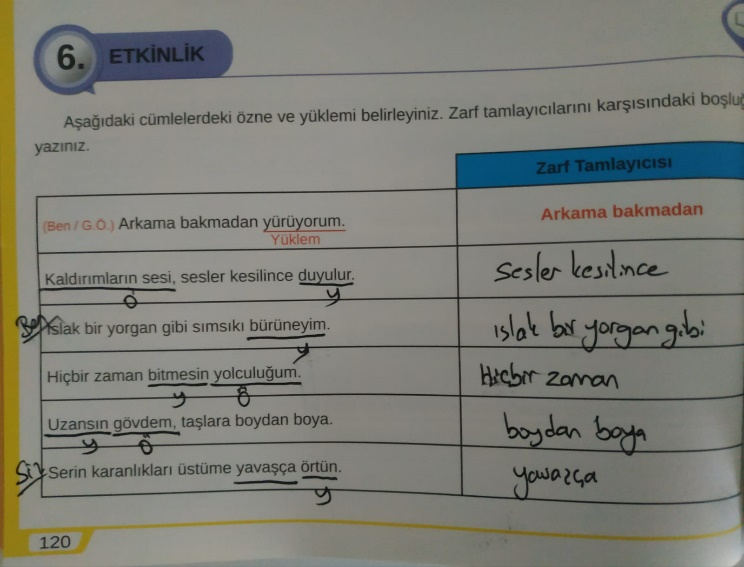 6. ETKİNLİK
Aşağıdaki cümlelerdeki özne ve yüklemi belirleyiniz. Zarf tamlayıcılarını karşısındaki
yazınız.
Zarf Tamlayıcısı
(Ben / G.Ö.) Arkama bakmadan yürüyorum. Arkama bakmadan
Yüklem
Kaldırımların sesi, sesler kesilince duyulur. Sesler kesilince
Ö y
Ben Islak bir yorgan gibi sımsıkı bürüneyim. ıslak bir yorgan gibi
y
Hiçbir zaman bitmesin yolculuğum. Hiçbir zaman
y Ö
Uzansın gövdem, taşlara boydan boya. boydan boya
y Ö
Siz Serin karanlıkları üstüme yavaşça örtün. yavaşça
y
120